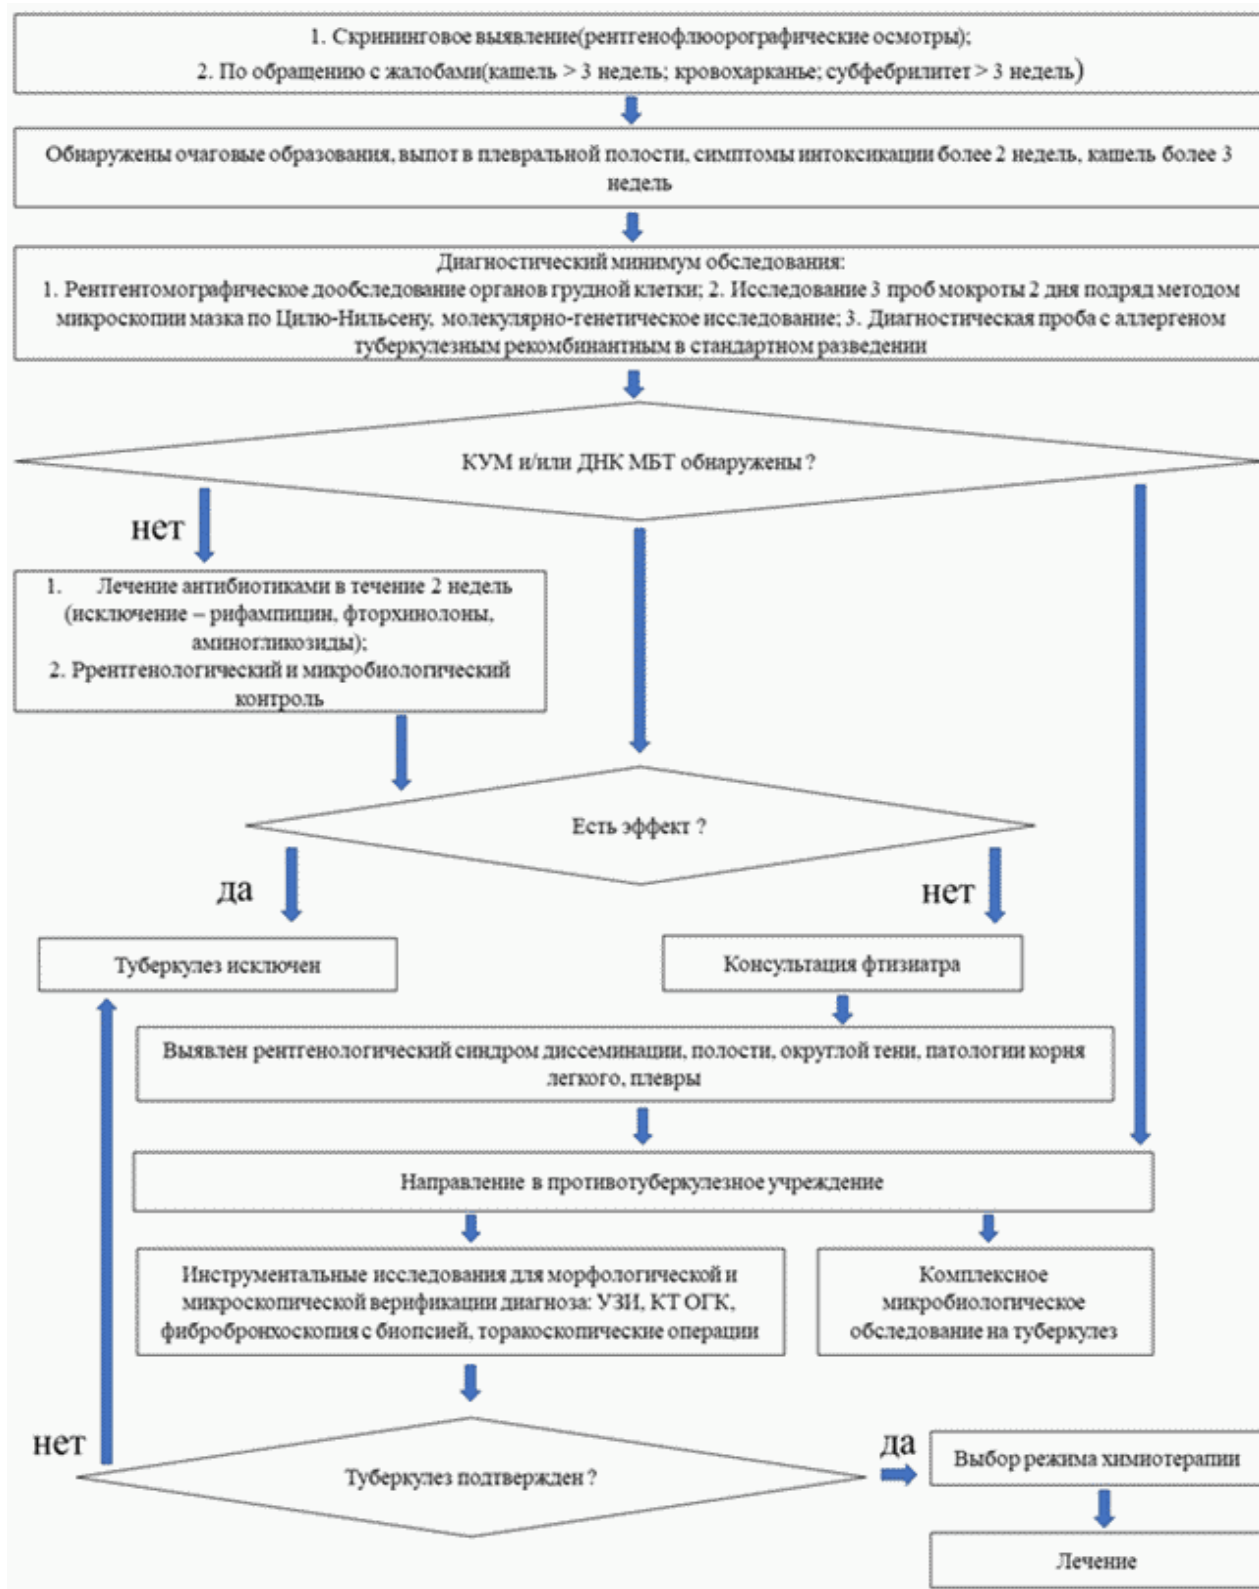 1. Скрининговое выявление(рентгенофлюорографические осмотры);
2. По обращению с жалобами(кашель > 3 недель; кровохарканье; субфебрилитет > 3 недель)
Обнаружены очаговые образования, выпот в плевральной полости, симптомы интоксикации более 2 недель, кашель более 3
недель
Диагностический минимум обследования:
1. Рентгентомографическое дообследование органов грудной клетки; 2. Исследование 3 проб мокроты 2 дня подряд методом
микроскопии мазка по Цилю-Нильсену, молекулярно-генетическое исследование; 3. Диагностическая проба с аллергеном
туберкулезным рекомбинантным в стандартном разведении
КУМ и/или ДНК МБТ обнаружены ?
нет
1. Лечение антибиотиками в течение 2 недель
(исключение – рифампицин, фторхинолоны,
аминогликозиды);
2. Ррентгенологический и микробиологический
контроль
Есть эффект ?
да
нет
Туберкулез исключен
Консультация фтизиатра
Выявлен рентгенологический синдром диссеминации, полости, округлой тени, патологии корня
легкого, плевры
Направление в противотуберкулезное учреждение
Инструментальные исследования для морфологической и
микроскопической верификации диагноза: УЗИ, КТ ОГК,
фибробронхоскопия с биопсией, торакоскопические операции
Комплексное
микробиологическое
обследование на туберкулез
нет
Туберкулез подтвержден ?
да
Выбор режима химиотерапии
Лечение